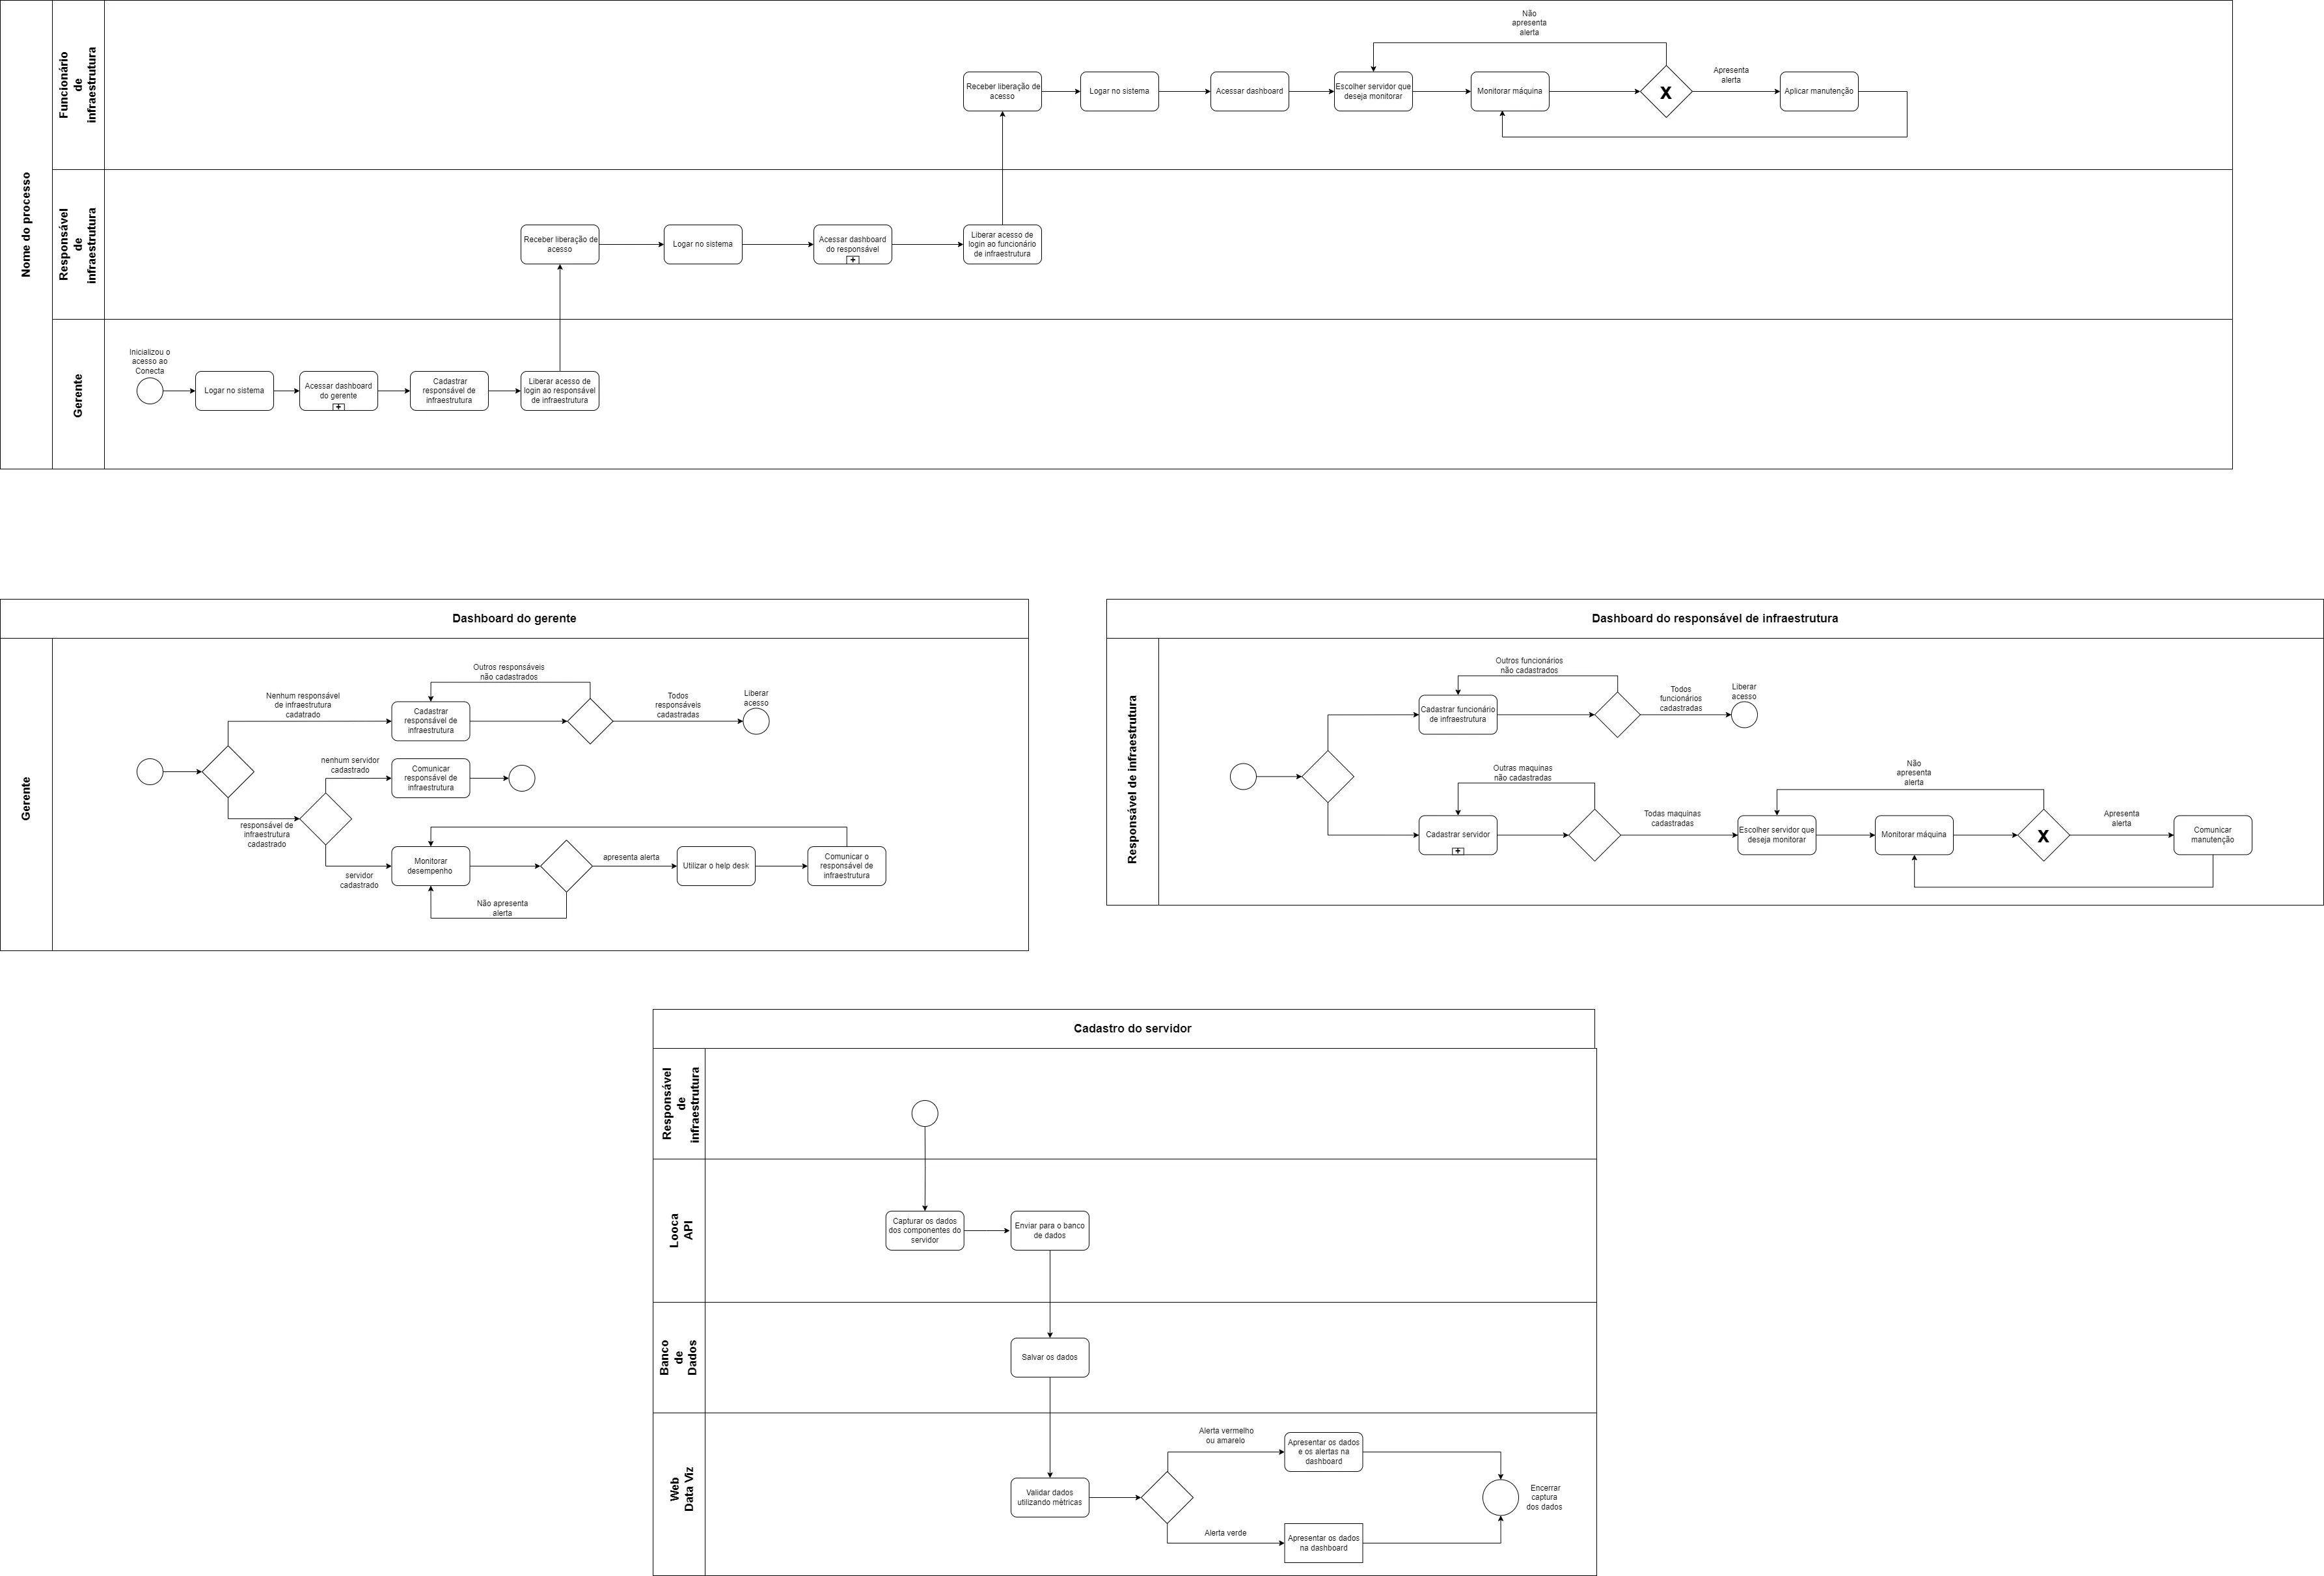 Nome do processo
Funcionário
de
infraestrutura
Não
apresenta
alerta
Receber liberação de
acesso
Logar no sistema
Acessar dashboard
Escolher servidor que
deseja monitorar
Monitorar máquina
X
Apresenta
alerta
Aplicar manutenção
Responsável
de
infraestrutura
Receber liberação de
acesso
Logar no sistema
Acessar dashboard
do responsável
Liberar acesso de
login ao funcionário
de infraestrutura
Gerente
Inicializou o
acesso ao
Conecta
Logar no sistema
Acessar dashboard
do gerente
Cadastrar
responsável de
infraestrutura
Liberar acesso de
login ao responsável
de infraestrutura
Dashboard do gerente
Gerente
Nenhum responsável
de infraestrutura
cadatrado
Cadastrar
responsável de
infraestrutura
Outros responsáveis
não cadastrados
Todos
responsáveis
cadastradas
Liberar
acesso
nenhum servidor
cadastrado
Comunicar
responsável de
infraestrutura
responsável de
infraestrutura
cadastrado
servidor
cadastrado
Monitorar
desempenho
apresenta alerta
Utilizar o help desk
Comunicar o
responsável de
infraestrutura
Não apresenta
alerta
Dashboard do responsável de infraestrutura
Responsável de infraestrutura
Outros funcionários
não cadastrados
Cadastrar funcionário
de infraestrutura
Todos
funcionários
cadastradas
Liberar
acesso
Outras maquinas
não cadastradas
Cadastrar servidor
Todas maquinas
cadastradas
Escolher servidor que
deseja monitorar
Não
apresenta
alerta
Monitorar máquina
X
Apresenta
alerta
Comunicar
manutenção
Cadastro do servidor
Responsável
de
infraestrutura
Looca
API
Capturar os dados
dos componentes do
servidor
Enviar para o banco
de dados
Banco
de
Dados
Salvar os dados
Web
Data Viz
Validar dados
utilizando métricas
Alerta vermelho
ou amarelo
Apresentar os dados
e os alertas na
dashboard
Alerta verde
Apresentar os dados
na dashboard
Encerrar
captura
dos dados